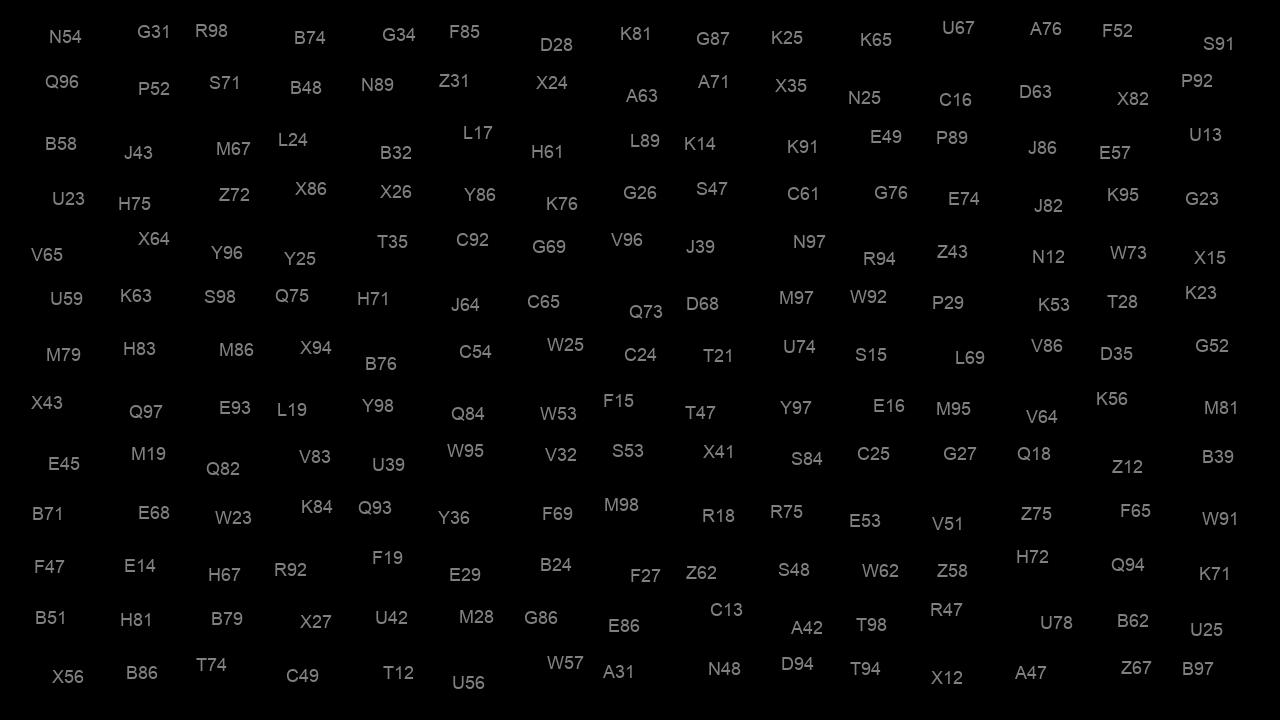 N54 G31 R98 B74 G34 F85 D28 K81 G87 K25 K65 U67 A76 F52 S91
Q96 P52 S71 B48 N89 Z31 X24 A63 A71 X35 N25 C16 D63 X82 P92
B58 J43 M67 L24 B32 L17 H61 L89 K14 K91 E49 P89 J86 E57 U13
U23 H75 Z72 X86 X26 Y86 K76 G26 S47 C61 G76 E74 J82 K95 G23
V65 X64 Y96 Y25 T35 C92 G69 V96 J39 N97 R94 Z43 N12 W73 X15
U59 K63 S98 Q75 H71 J64 C65 Q73 D68 M97 W92 P29 K53 T28 K23
M79 H83 M86 X94 B76 C54 W25 C24 T21 U74 S15 L69 V86 D35 G52
X43 Q97 E93 L19 Y98 Q84 W53 F15 T47 Y97 E16 M95 V64 K56 M81
E45 M19 Q82 V83 U39 W95 V32 S53 X41 S84 C25 G27 Q18 Z12 B39
B71 E68 W23 K84 Q93 Y36 F69 M98 R18 R75 E53 V51 Z75 F65 W91
F47 E14 H67 R92 F19 E29 B24 F27 Z62 S48 W62 Z58 H72 Q94 K71
B51 H81 B79 X27 U42 M28 G86 E86 C13 A42 T98 R47 U78 B62 U25
X56 B86 T74 C49 T12 U56 W57 A31 N48 D94 T94 X12 A47 Z67 B97